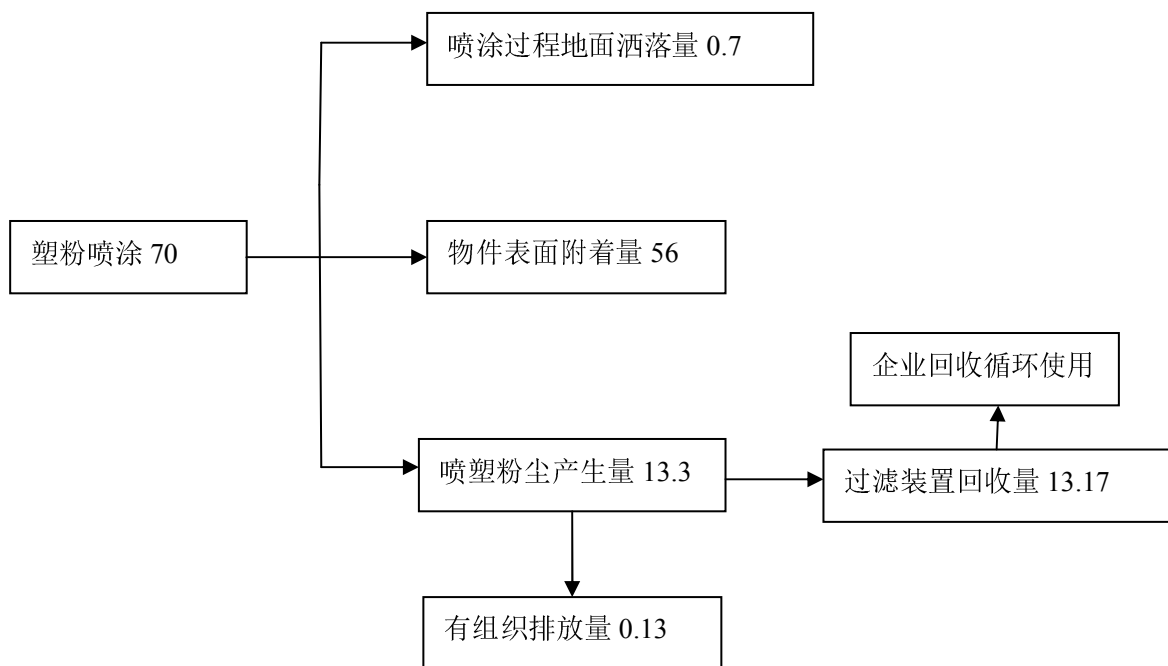 喷涂过程地面洒落量 0.7
塑粉喷涂 70
物件表面附着量 56
企业回收循环使用
喷塑粉尘产生量 13.3
过滤装置回收量 13.17
有组织排放量 0.13